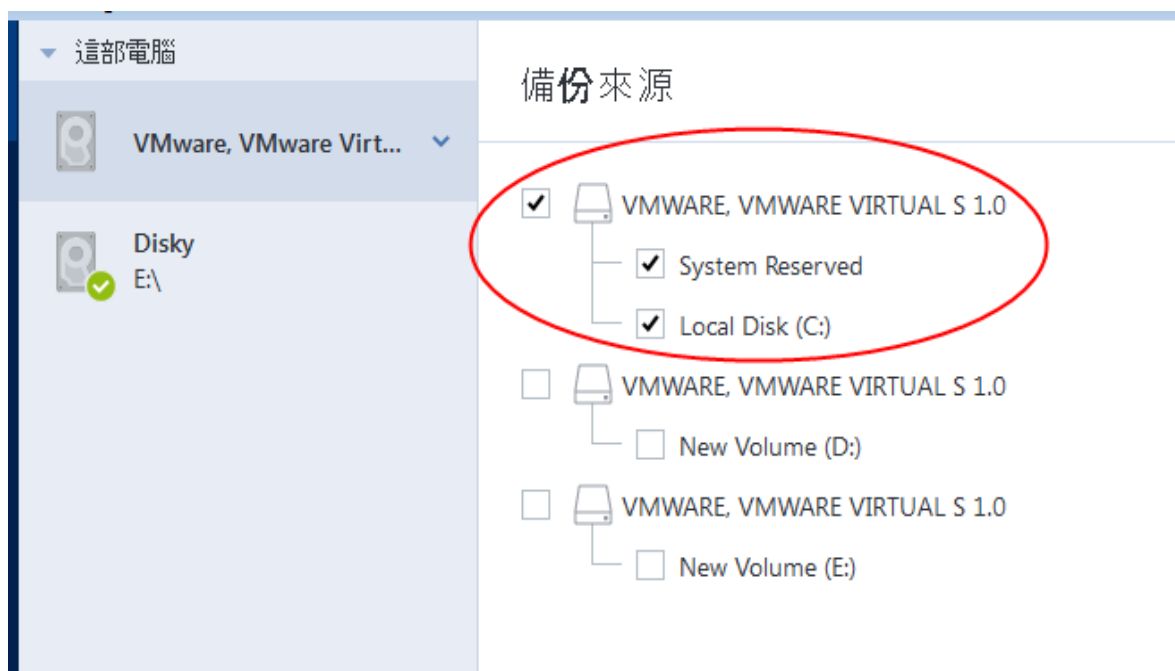 這部電腦
VMware, VMware Virt...
Disky
E:\
備份來源
VMWARE, VMWARE VIRTUAL S 1.0
System Reserved
Local Disk (C:)
VMWARE, VMWARE VIRTUAL S 1.0
New Volume (D:)
VMWARE, VMWARE VIRTUAL S 1.0
New Volume (E:)